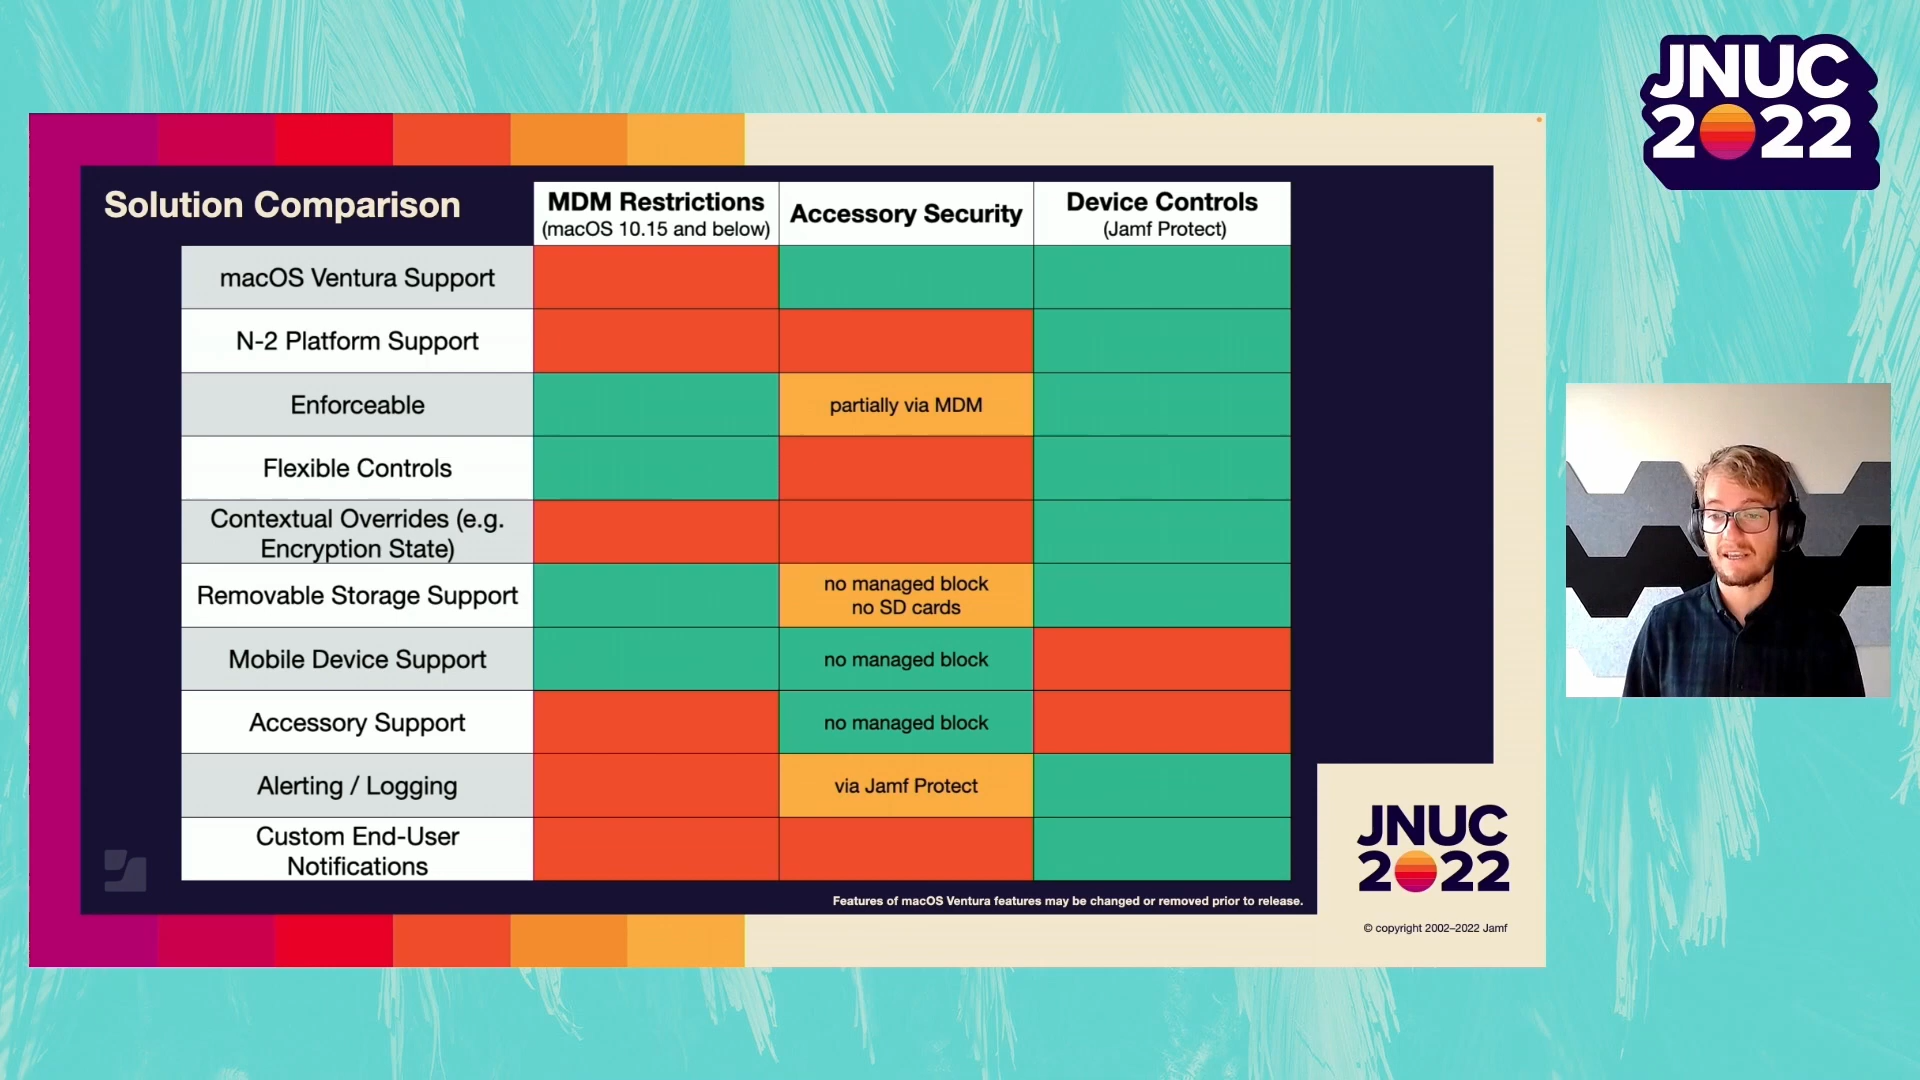 JNUC
2022
Solution Comparison
MDM Restrictions
(macOS 10.15 and below)
Accessory Security
Device Controls
(Jamf Protect)
macOS Ventura Support
N-2 Platform Support
Enforceable
partially via MDM
Flexible Controls
Contextual Overrides (e.g.
Encryption State)
Removable Storage Support
no managed block
no SD cards
Mobile Device Support
no managed block
Accessory Support
no managed block
Alerting / Logging
via Jamf Protect
Custom End-User
Notifications
Features of macOS Ventura features may be changed or removed prior to release.
JNUC
2022
© copyright 2002–2022 Jamf